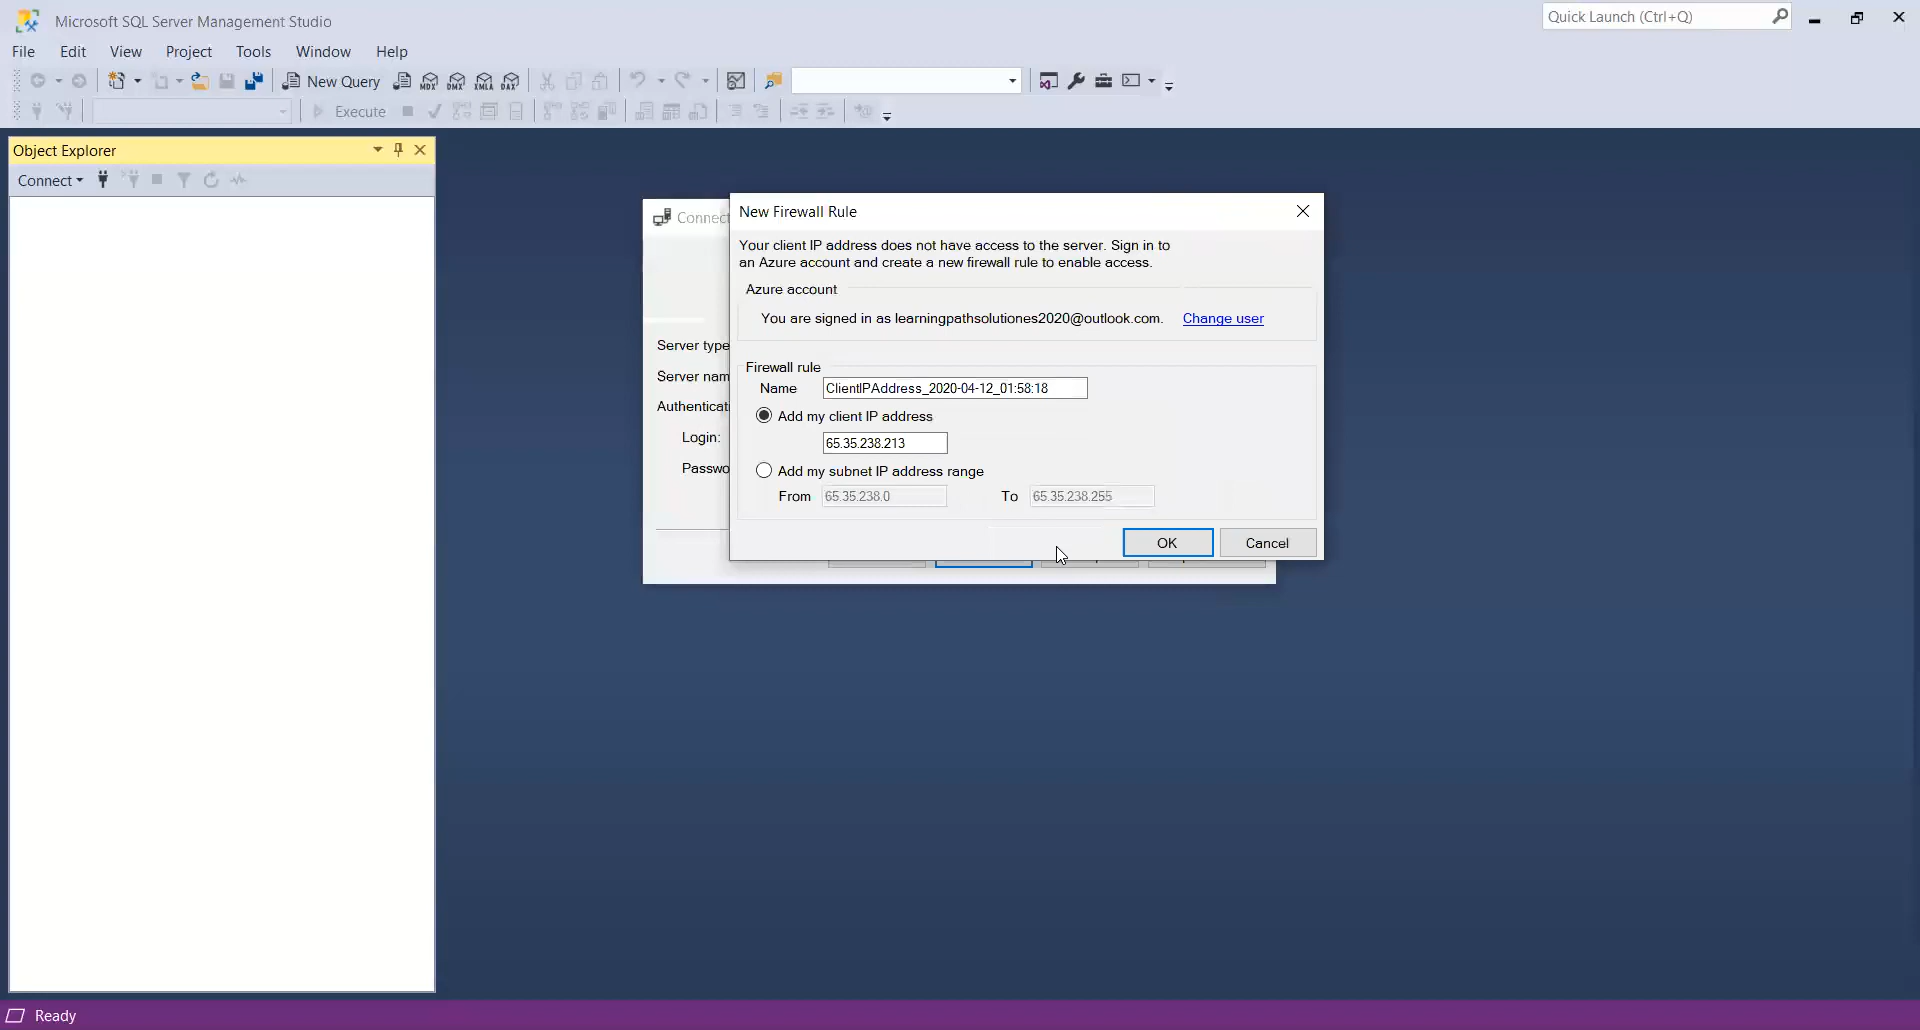 Microsoft SQL Server Management Studio
Quick Launch (Ctrl+Q)
File Edit View Project Tools Window Help
New Query MDX DMX XMLA DAX
Execute
Object Explorer
Connect
Connect
New Firewall Rule
Your client IP address does not have access to the server. Sign in to
an Azure account and create a new firewall rule to enable access.
Azure account
You are signed in as learningpathsolutiones2020@outlook.com. Change user
Server type
Server nam
Authenticati
Login:
Passwo
Firewall rule
Name ClientIPAddress_2020-04-12_01:58:18
Add my client IP address
65.35.238.213
Add my subnet IP address range
From 65.35.238.0 To 65.35.238.255
OK Cancel
Ready